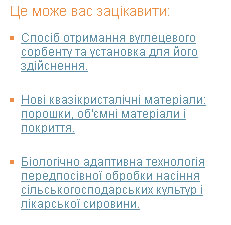 Це може вас зацікавити:
Спосіб отримання вуглецевого
сорбенту та установка для його
здійснення.
Нові квазікристалічні матеріали:
порошки, об'ємні матеріали і
покриття.
Біологічно адаптивна технологія
передпосівної обробки насіння
сільськогосподарських культур і
лікарської сировини.